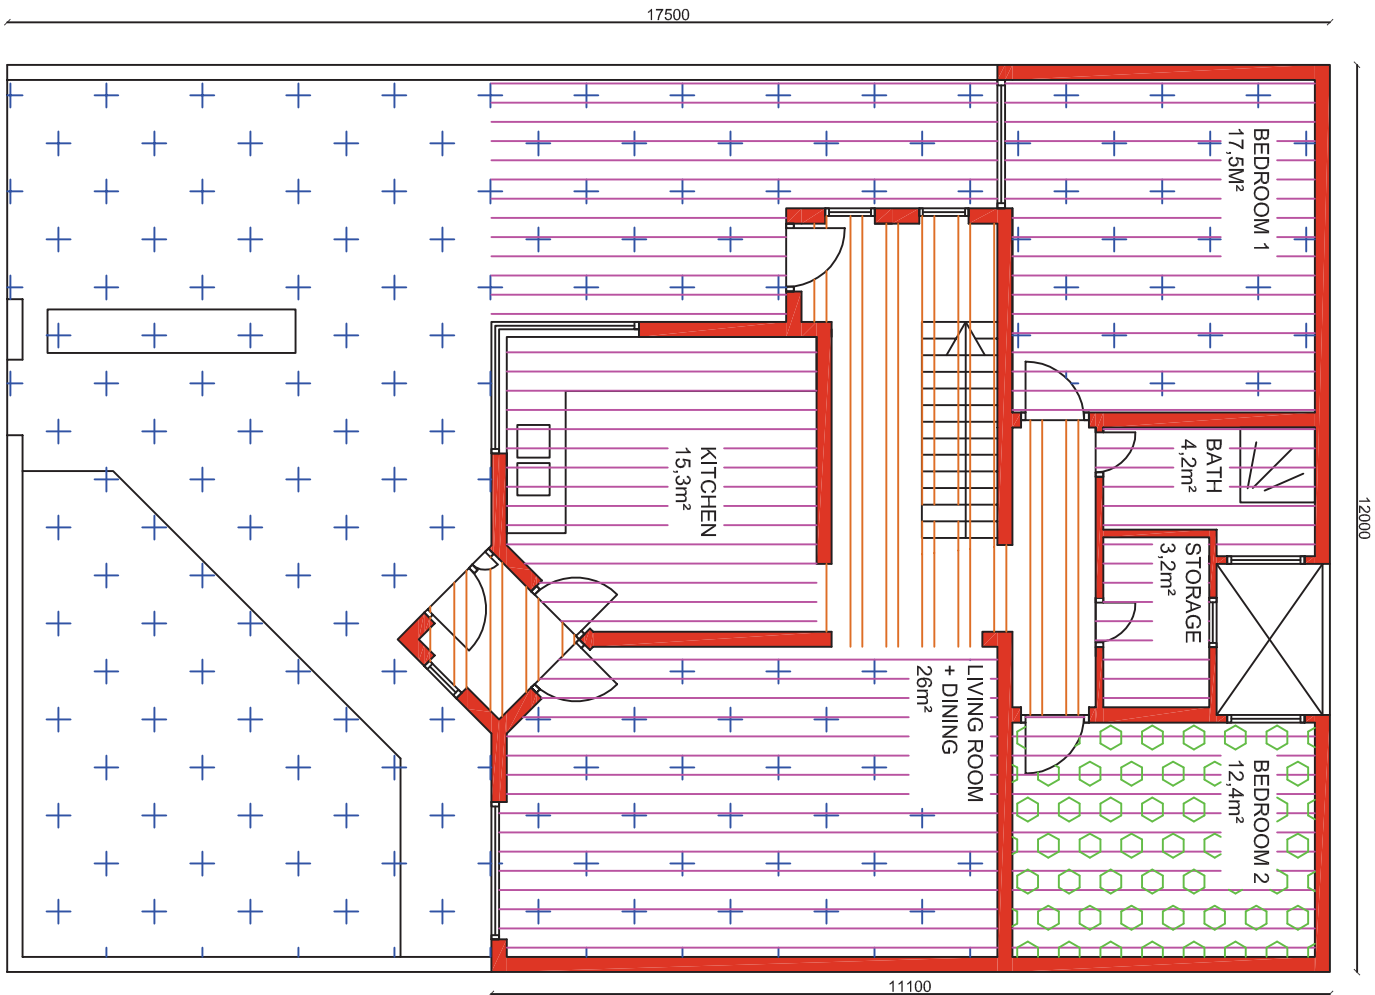 17500
BEDROOM 1
17,5M²
BATH
4,2m²
KITCHEN
15,3m²
12000
STORAGE
3,2m²
LIVING ROOM
+ DINING
26m²
BEDROOM 2
12,4m²
11100